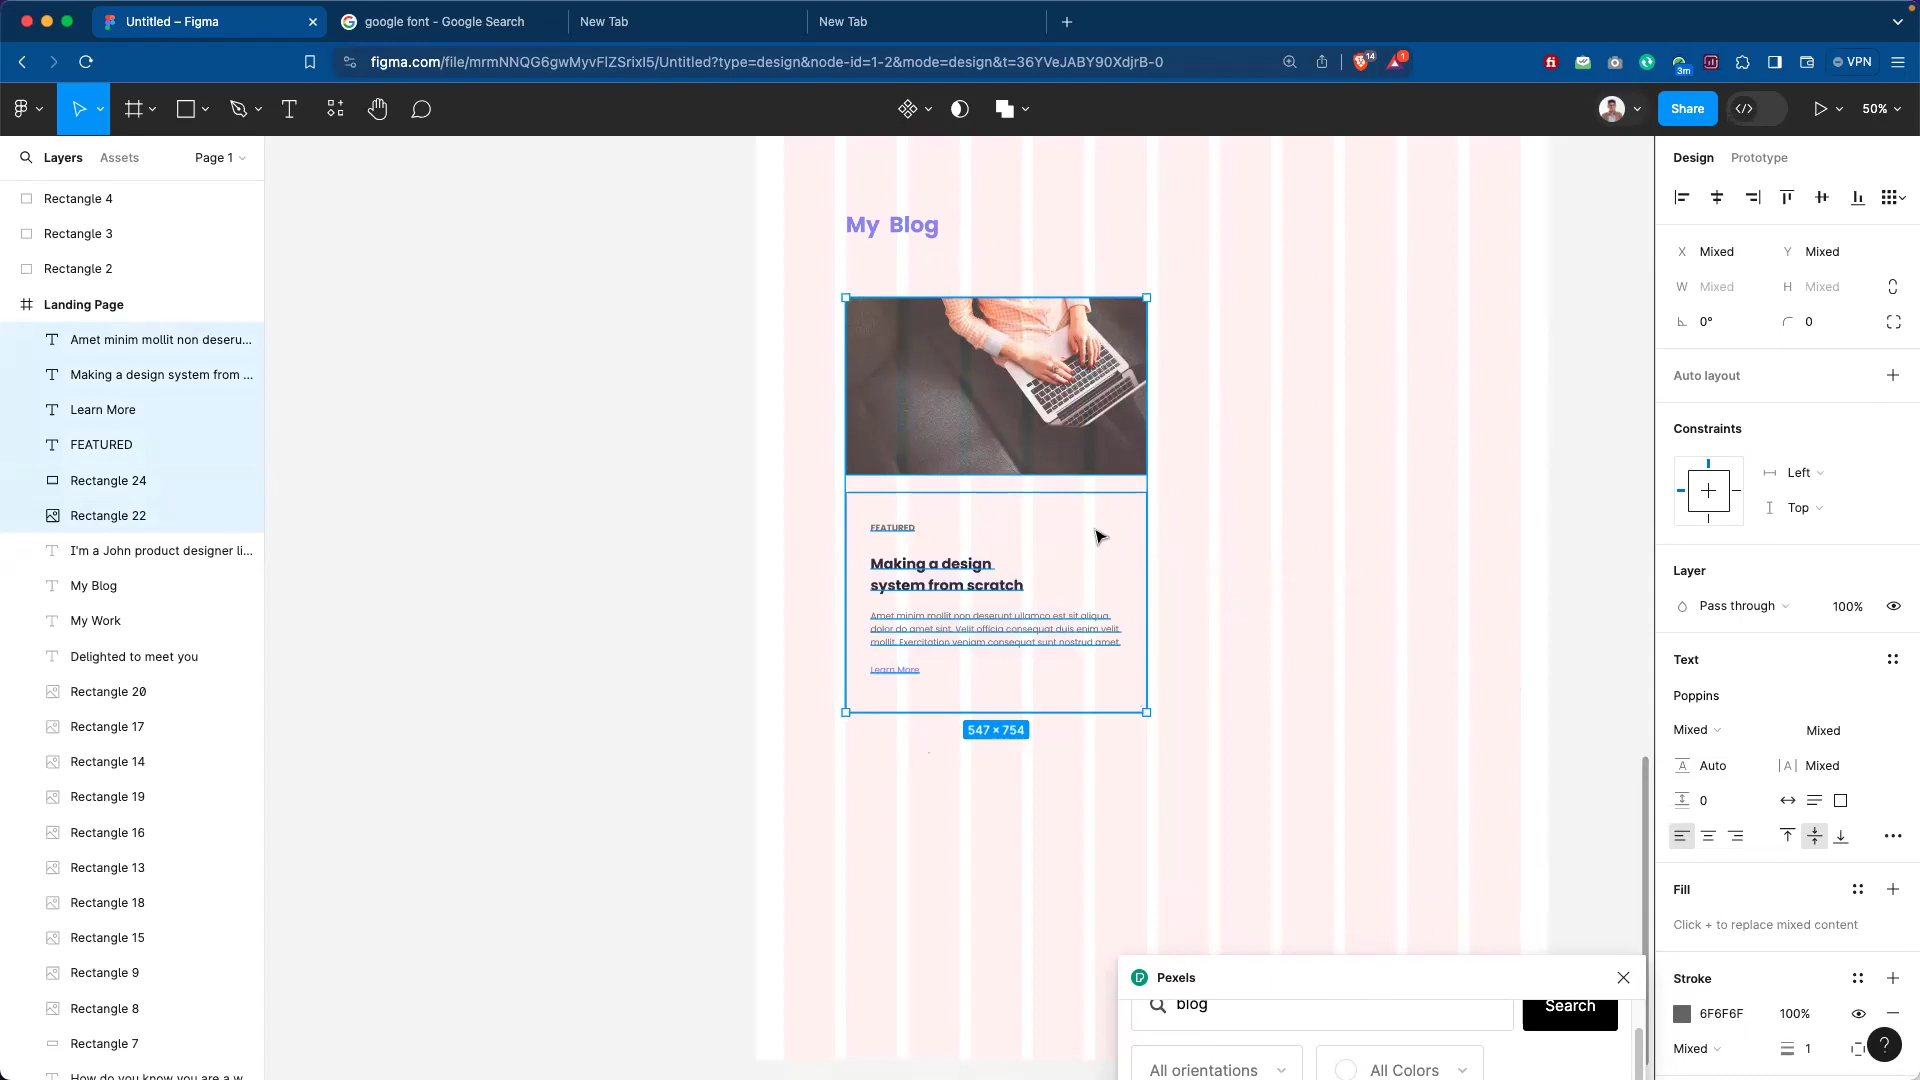 Untitled – Figma
google font - Google Search
New Tab
New Tab
figma.com/file/mrmNNQG6gwMyvFlZSrixI5/Untitled?type=design&node-id=1-2&mode=design&t=36YVeJABY90XdjrB-0
14
1
3m
VPN
Share
50%
Layers
Assets
Page 1
Rectangle 4
Rectangle 3
Rectangle 2
Landing Page
Amet minim mollit non deseru...
Making a design system from ...
Learn More
FEATURED
Rectangle 24
Rectangle 22
I'm a John product designer li...
My Blog
My Work
Delighted to meet you
Rectangle 20
Rectangle 17
Rectangle 14
Rectangle 19
Rectangle 16
Rectangle 13
Rectangle 18
Rectangle 15
Rectangle 9
Rectangle 8
Rectangle 7
How do you know you are a w
My Blog
FEATURED
Making a design
system from scratch
Amet minim mollit non deserunt ullamco est sit aliqua
dolor do amet sint. Velit officia consequat duis enim velit
mollit. Exercitation veniam consequat sunt nostrud amet.
Learn More
547 × 754
Pexels
blog
Search
All orientations
All Colors
Design
Prototype
X Mixed
Y Mixed
W Mixed
H Mixed
0°
0
Auto layout
Constraints
Left
Top
Layer
Pass through
100%
Text
Poppins
Mixed
Mixed
Auto
Mixed
0
Fill
Click + to replace mixed content
Stroke
6F6F6F
100%
Mixed
1
?